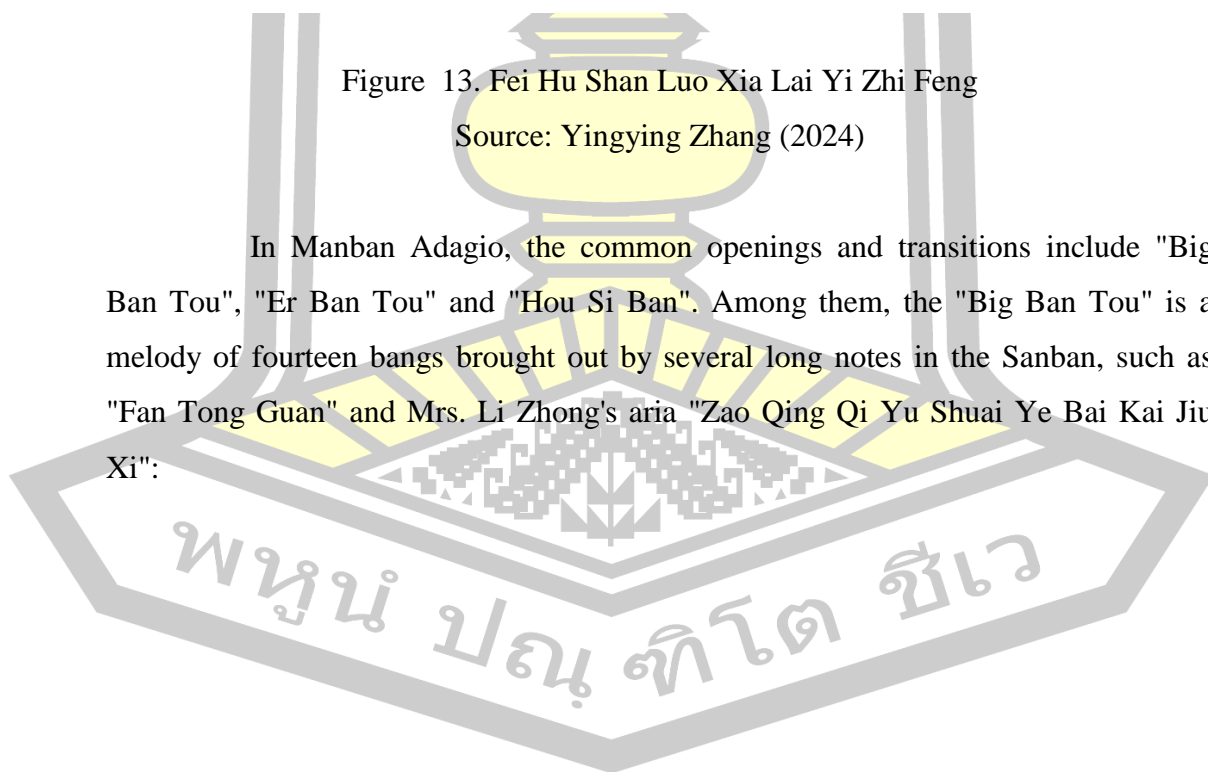 Figure 13. Fei Hu Shan Luo Xia Lai Yi Zhi Feng
Source: Yingying Zhang (2024)
In Manban Adagio, the common openings and transitions include "Big
Ban Tou", "Er Ban Tou" and "Hou Si Ban". Among them, the "Big Ban Tou" is a
melody of fourteen bangs brought out by several long notes in the Sanban, such as
"Fan Tong Guan" and Mrs. Li Zhong's aria "Zao Qing Qi Yu Shuai Ye Bai Kai Jiu
Xi":
พหูนํ ปณฺฑิโต ชีเว